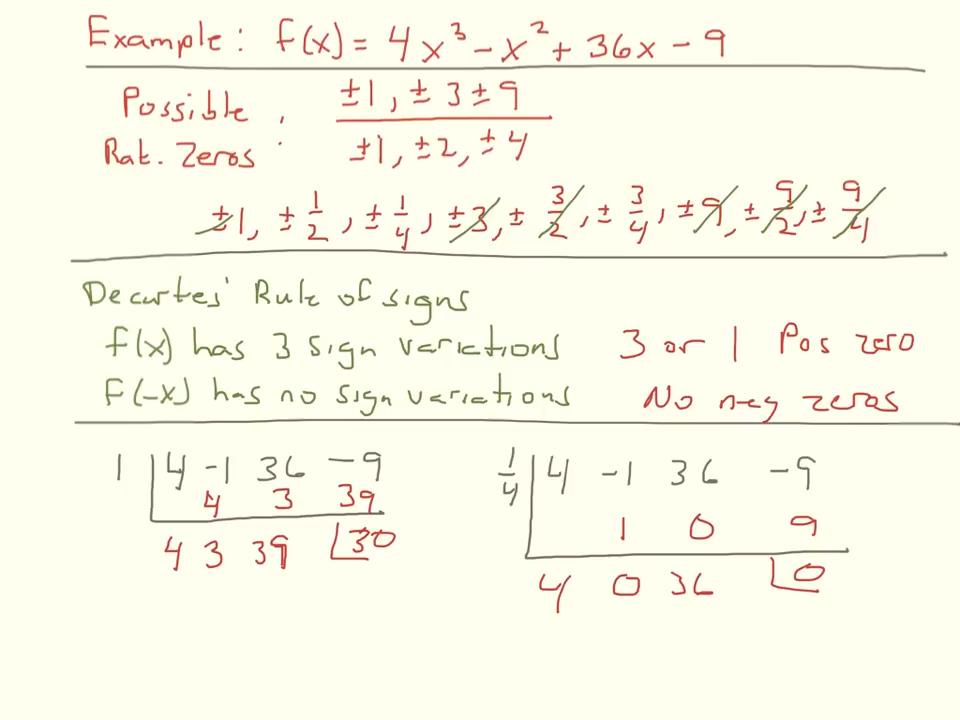 Example: f(x) = 4x³ - x² + 36x - 9
Possible Rat. Zeros : ±1, ± 3 ± 9
±1, ±2, ±4
±1, ± 1/2, ± 1/4, ±3, ± 3/2, ± 3/4, ±9, ± 9/2, ± 9/4
Decartes' Rule of signs
f(x) has 3 sign variations 3 or 1 Pos zero
f(-x) has no sign variations No neg zeros
1 | 4 -1 36 -9
4 3 39
4 3 39 |30
1/4 | 4 -1 36 -9
1 0 9
4 0 36 |0